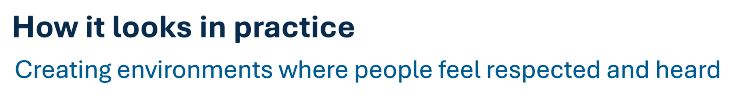 How it looks in practice
Creating environments where people feel respected and heard